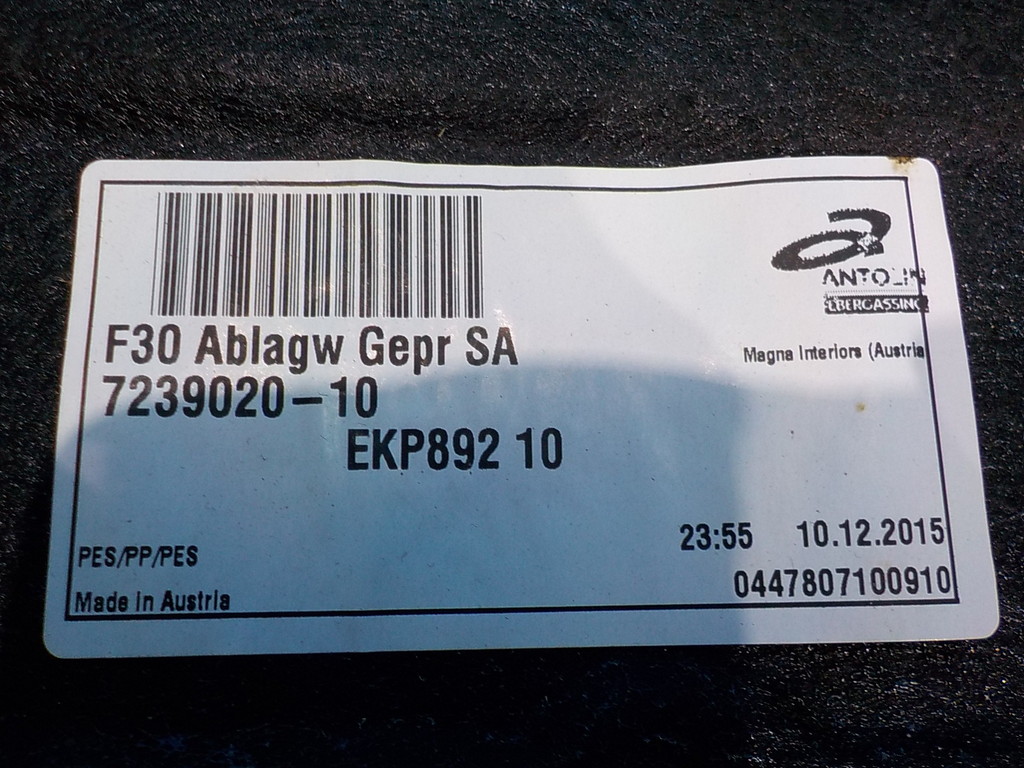 ANTOLIN
EBERGASSING
F30 Ablagw Gepr SA
Magna Interiors (Austria
7239020-10
EKP892 10
23:55 10.12.2015
PES/PP/PES
0447807100910
Made in Austria